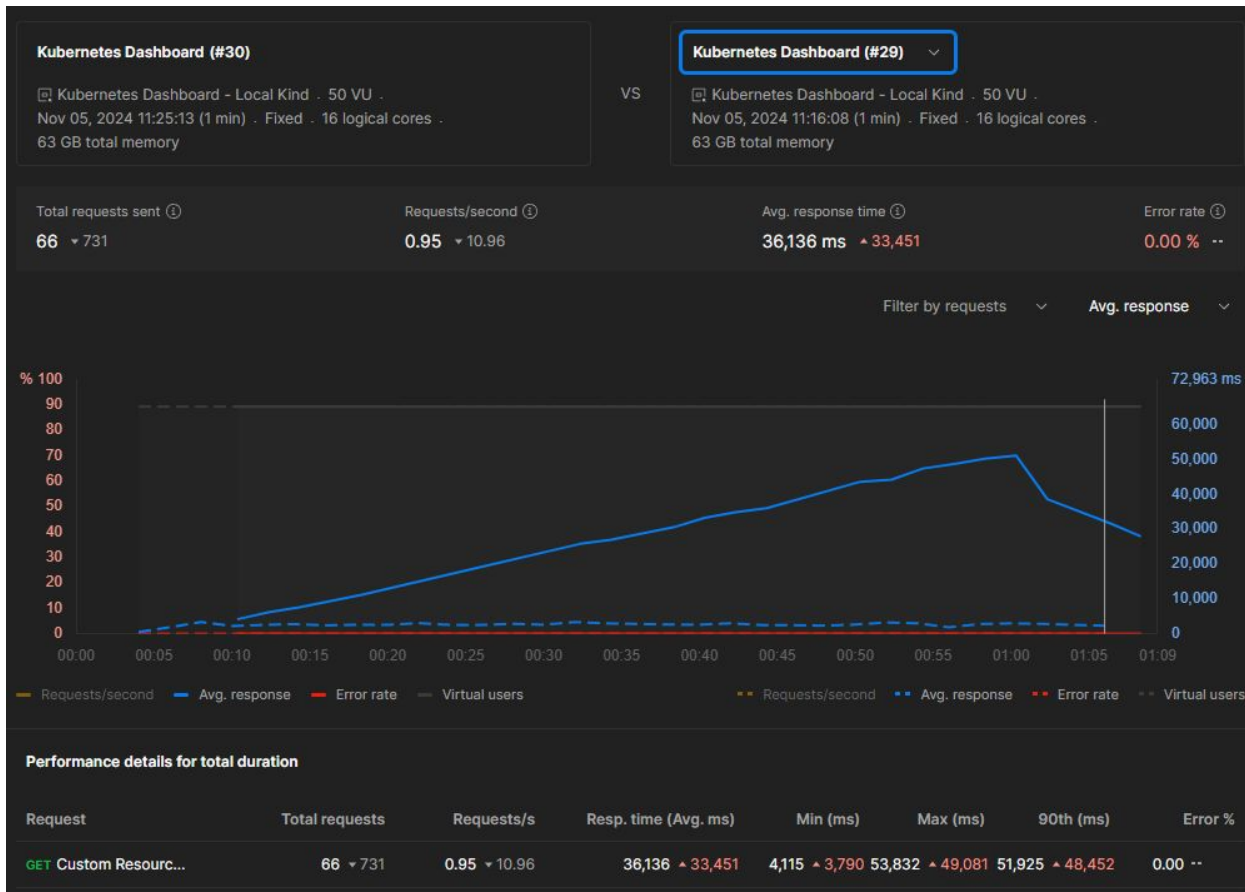 Kubernetes Dashboard (#30)
Kubernetes Dashboard - Local Kind . 50 VU .
Nov 05, 2024 11:25:13 (1 min) . Fixed . 16 logical cores .
63 GB total memory
VS
Kubernetes Dashboard (#29)
Kubernetes Dashboard - Local Kind . 50 VU .
Nov 05, 2024 11:16:08 (1 min) . Fixed . 16 logical cores .
63 GB total memory
Total requests sent Requests/second Avg. response time Error rate
66 ▼ 731 0.95 ▼ 10.96 36,136 ms ▲ 33,451 0.00 % --
Filter by requests Avg. response
% 100 72,963 ms
90
80 60,000
70 50,000
60
50 40,000
40 30,000
30 20,000
20
10 10,000
0 0
00:00 00:05 00:10 00:15 00:20 00:25 00:30 00:35 00:40 00:45 00:50 00:55 01:00 01:05 01:09
Requests/second Avg. response Error rate Virtual users Requests/second Avg. response Error rate Virtual users
Performance details for total duration
Request Total requests Requests/s Resp. time (Avg. ms) Min (ms) Max (ms) 90th (ms) Error %
GET Custom Resourc... 66 ▼ 731 0.95 ▼ 10.96 36,136 ▲ 33,451 4,115 ▲ 3,790 53,832 ▲ 49,081 51,925 ▲ 48,452 0.00 --